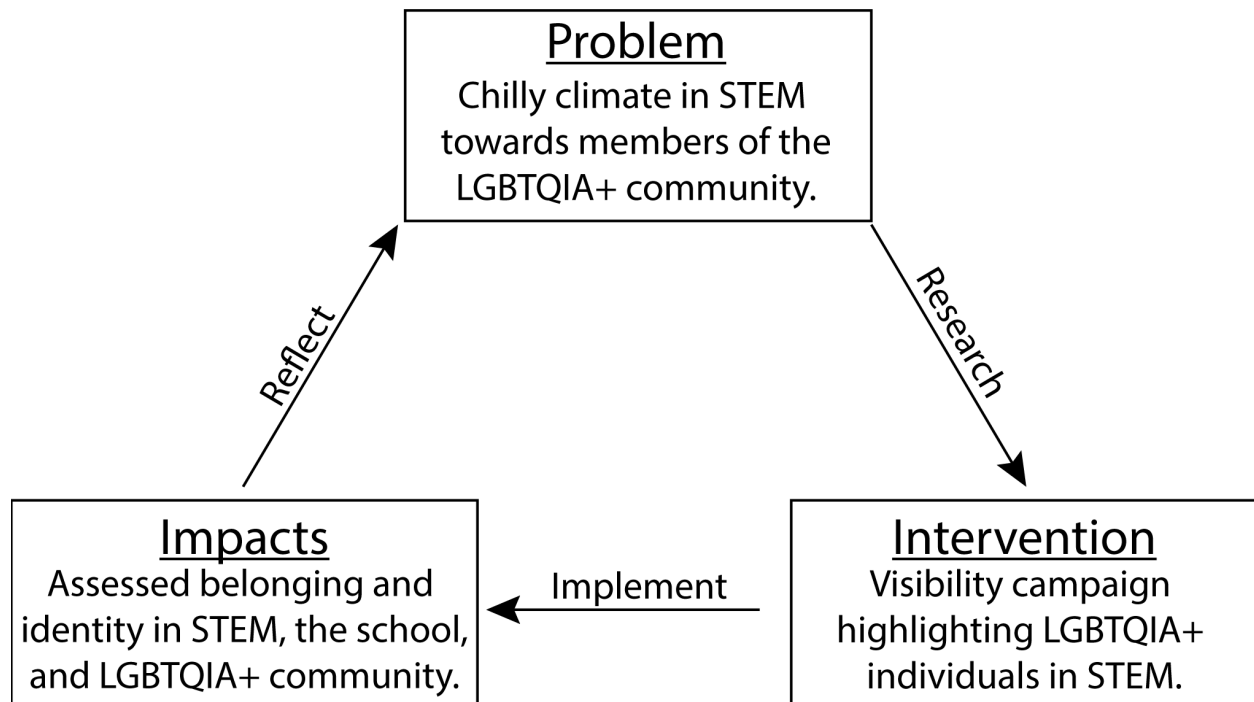 Problem
Chilly climate in STEM
towards members of the
LGBTQIA+ community.
Reflect
Research
Impacts
Assessed belonging and
identity in STEM, the school,
and LGBTQIA+ community.
Implement
Intervention
Visibility campaign
highlighting LGBTQIA+
individuals in STEM.